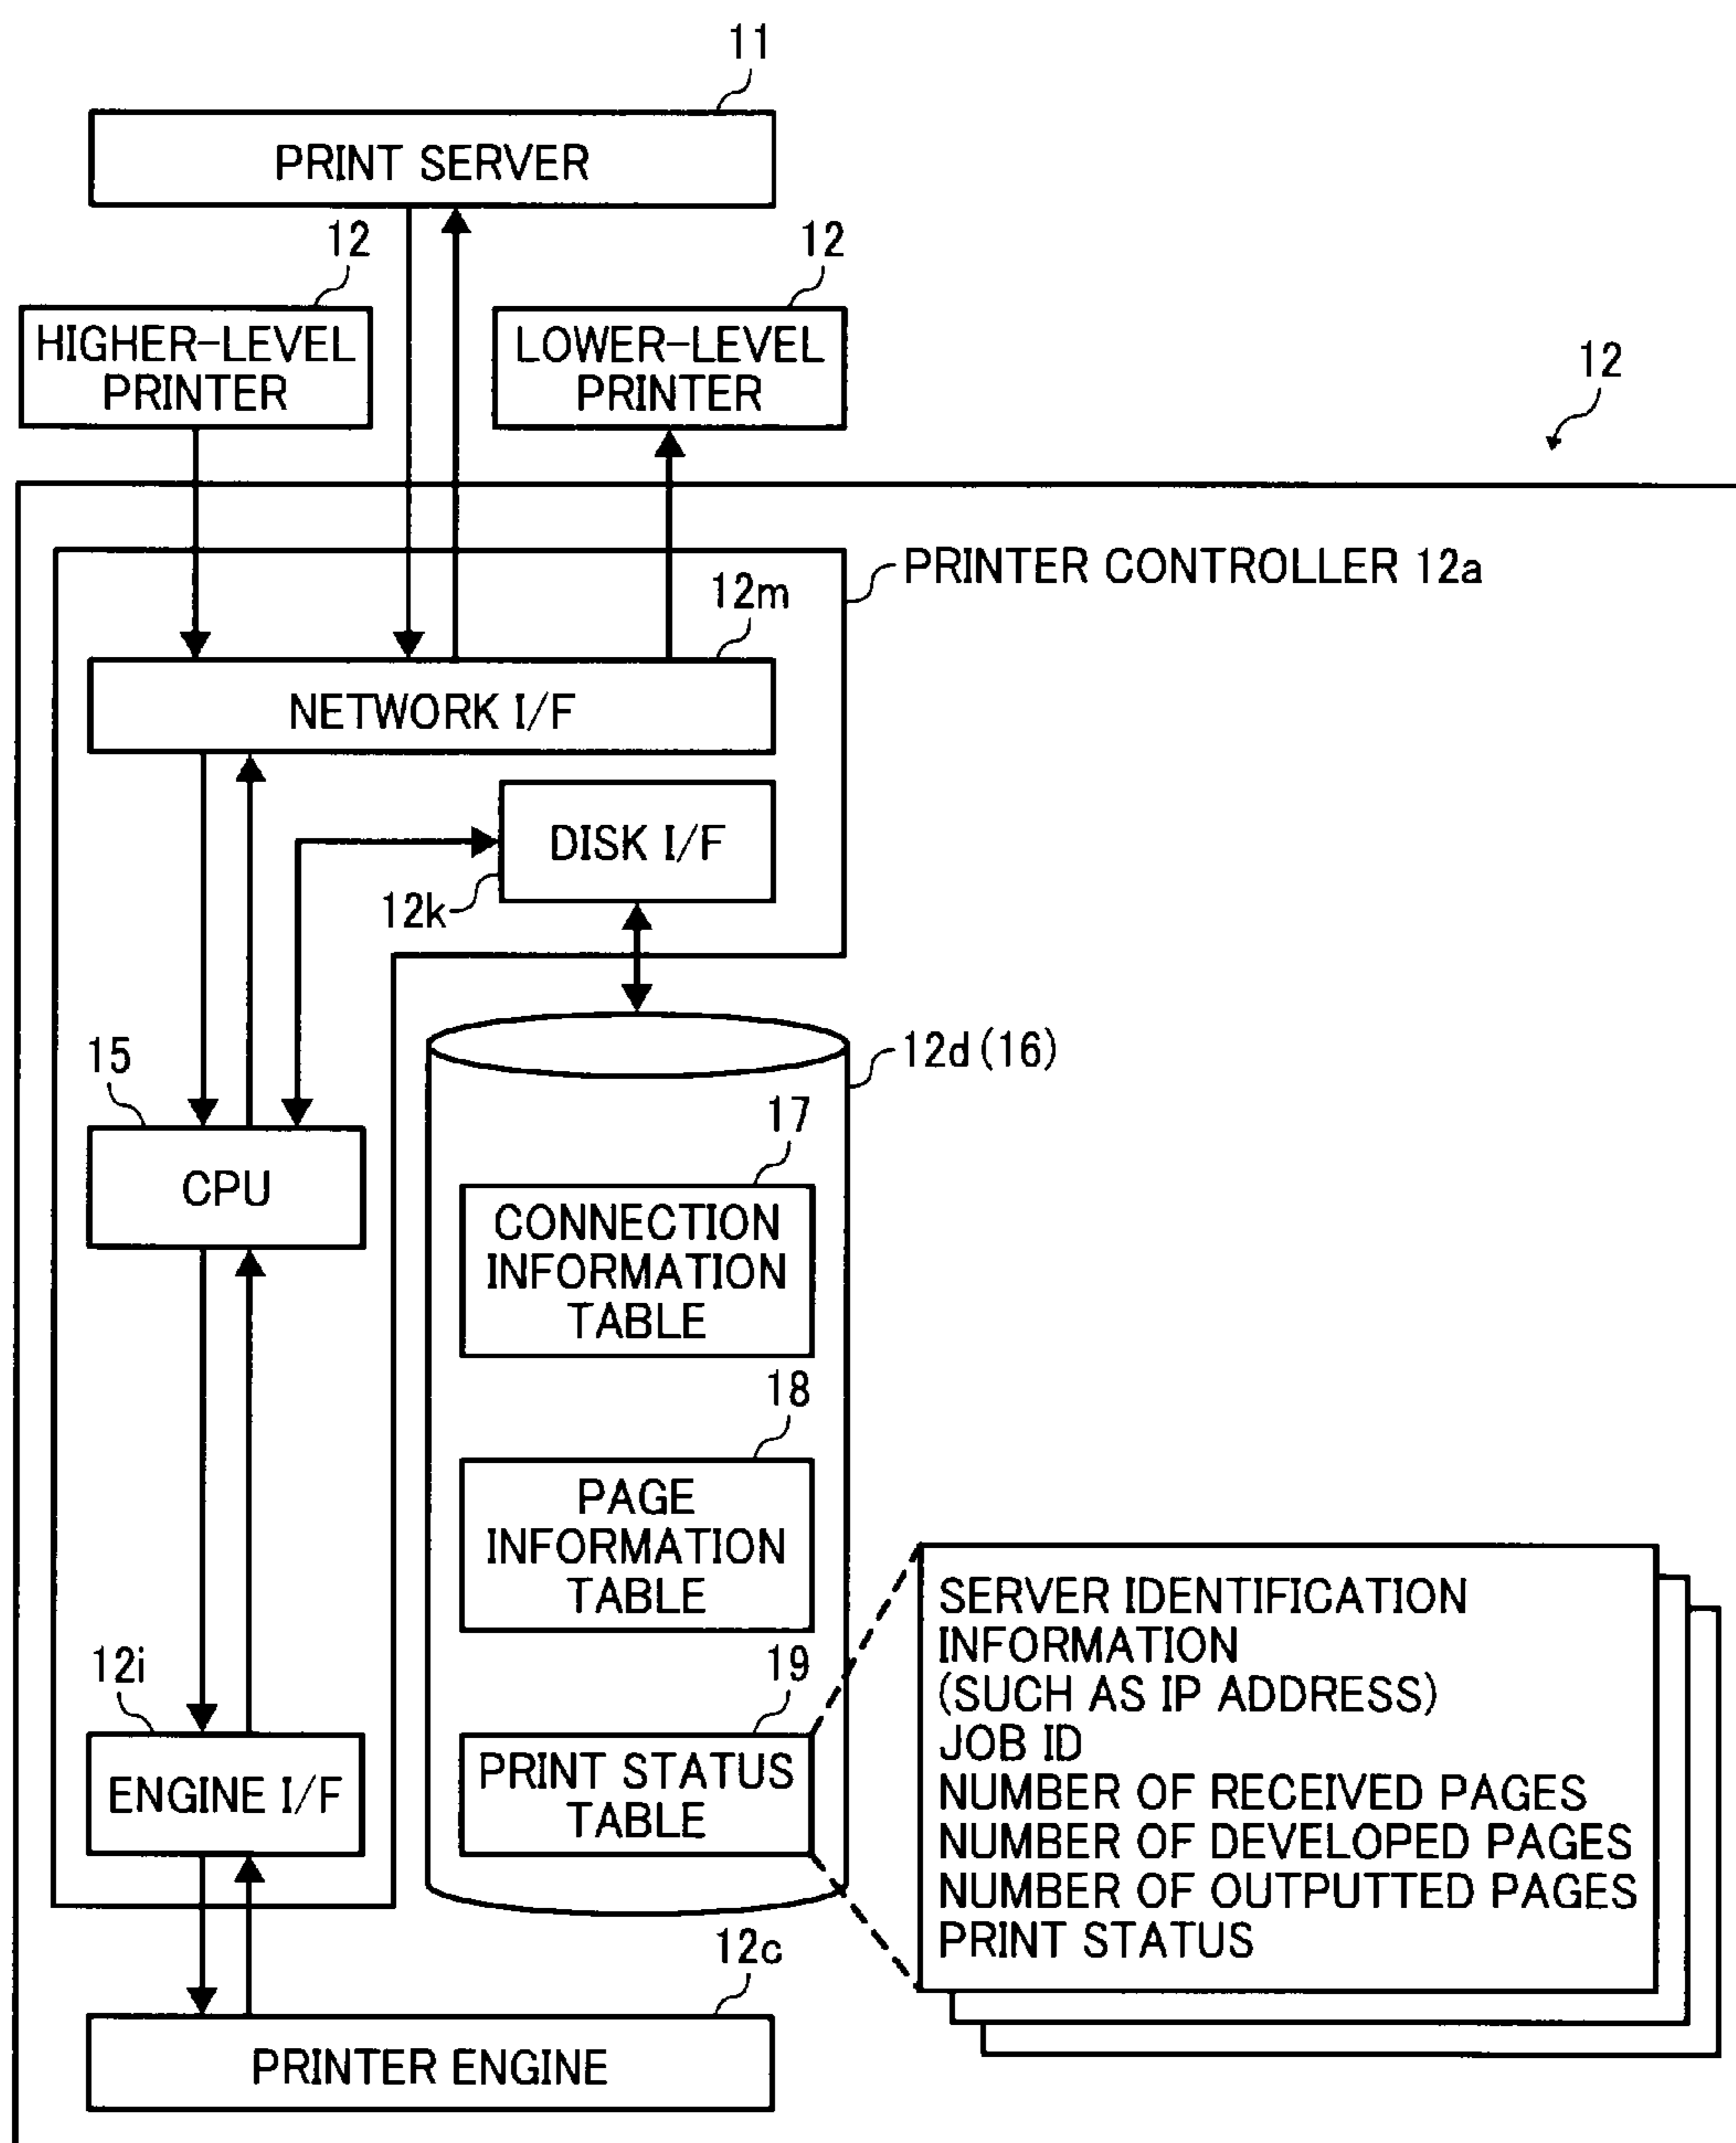 11
PRINT SERVER
12
12
HIGHER-LEVEL
PRINTER
LOWER-LEVEL
PRINTER
12
PRINTER CONTROLLER 12a
12m
NETWORK I/F
DISK I/F
12k
15
12d (16)
CPU
17
CONNECTION
INFORMATION
TABLE
18
PAGE
INFORMATION
TABLE
12i
ENGINE I/F
19
PRINT STATUS
TABLE
SERVER IDENTIFICATION
INFORMATION
(SUCH AS IP ADDRESS)
JOB ID
NUMBER OF RECEIVED PAGES
NUMBER OF DEVELOPED PAGES
NUMBER OF OUTPUTTED PAGES
PRINT STATUS
12c
PRINTER ENGINE